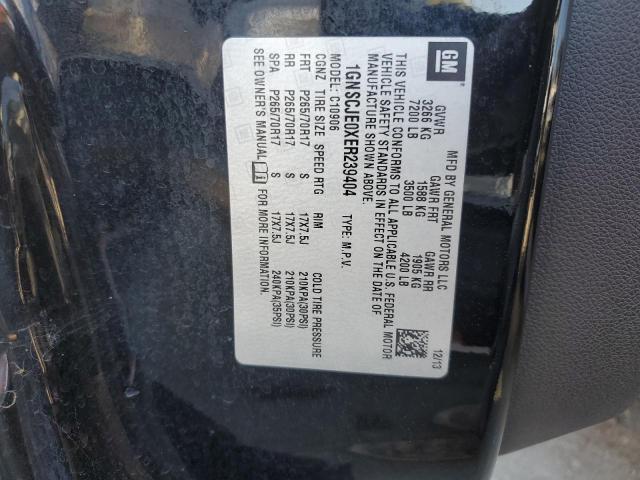 GM
MFD BY GENERAL MOTORS LLC 12/13
GVWR GAWR FRT GAWR RR
3266 KG 1588 KG 1905 KG
7200 LB 3500 LB 4200 LB
THIS VEHICLE CONFORMS TO ALL APPLICABLE U.S. FEDERAL MOTOR
VEHICLE SAFETY STANDARDS IN EFFECT ON THE DATE OF
MANUFACTURE SHOWN ABOVE.
1GNSCJE0XER239404 TYPE: M.P.V.
MODEL: C10906
CGNZ TIRE SIZE SPEED RTG RIM COLD TIRE PRESSURE
FRT P265/70R17 S 17X7.5J 210KPA(30PSI)
RR P265/70R17 S 17X7.5J 210KPA(30PSI)
SPA P265/70R17 S 17X7.5J 240KPA(35PSI)
SEE OWNER'S MANUAL FOR MORE INFORMATION.